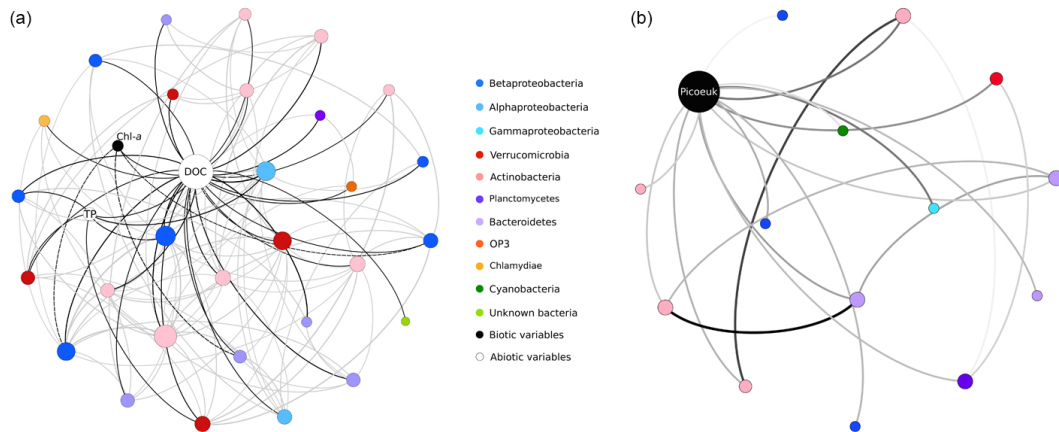 (a)
Chl-a
DOC
TP
Betaproteobacteria
Alphaproteobacteria
Gammaproteobacteria
Verrucomicrobia
Actinobacteria
Planctomycetes
Bacteroidetes
OP3
Chlamydiae
Cyanobacteria
Unknown bacteria
Biotic variables
Abiotic variables
(b)
Picoeuk